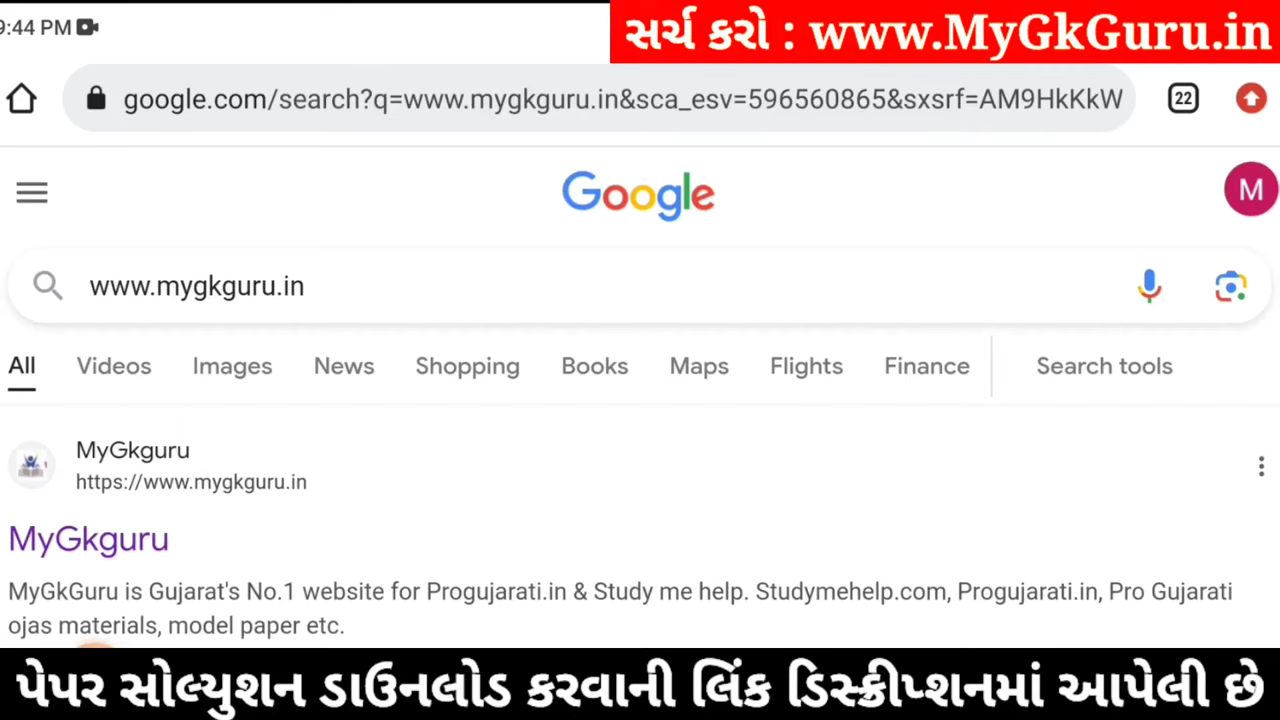 9:44 PM
સર્ચ કરો : www.MyGkGuru.in
google.com/search?q=www.mygkguru.in&sca_esv=596560865&sxsrf=AM9HkKkW
22
Google
M
www.mygkguru.in
All Videos Images News Shopping Books Maps Flights Finance Search tools
MyGkguru
https://www.mygkguru.in
MyGkguru
MyGkGuru is Gujarat's No.1 website for Progujarati.in & Study me help. Studymehelp.com, Progujarati.in, Pro Gujarati
ojas materials, model paper etc.
પેપર સોલ્યુશન ડાઉનલોડ કરવાની લિંક ડિસ્ક્રીપ્શનમાં આપેલી છે